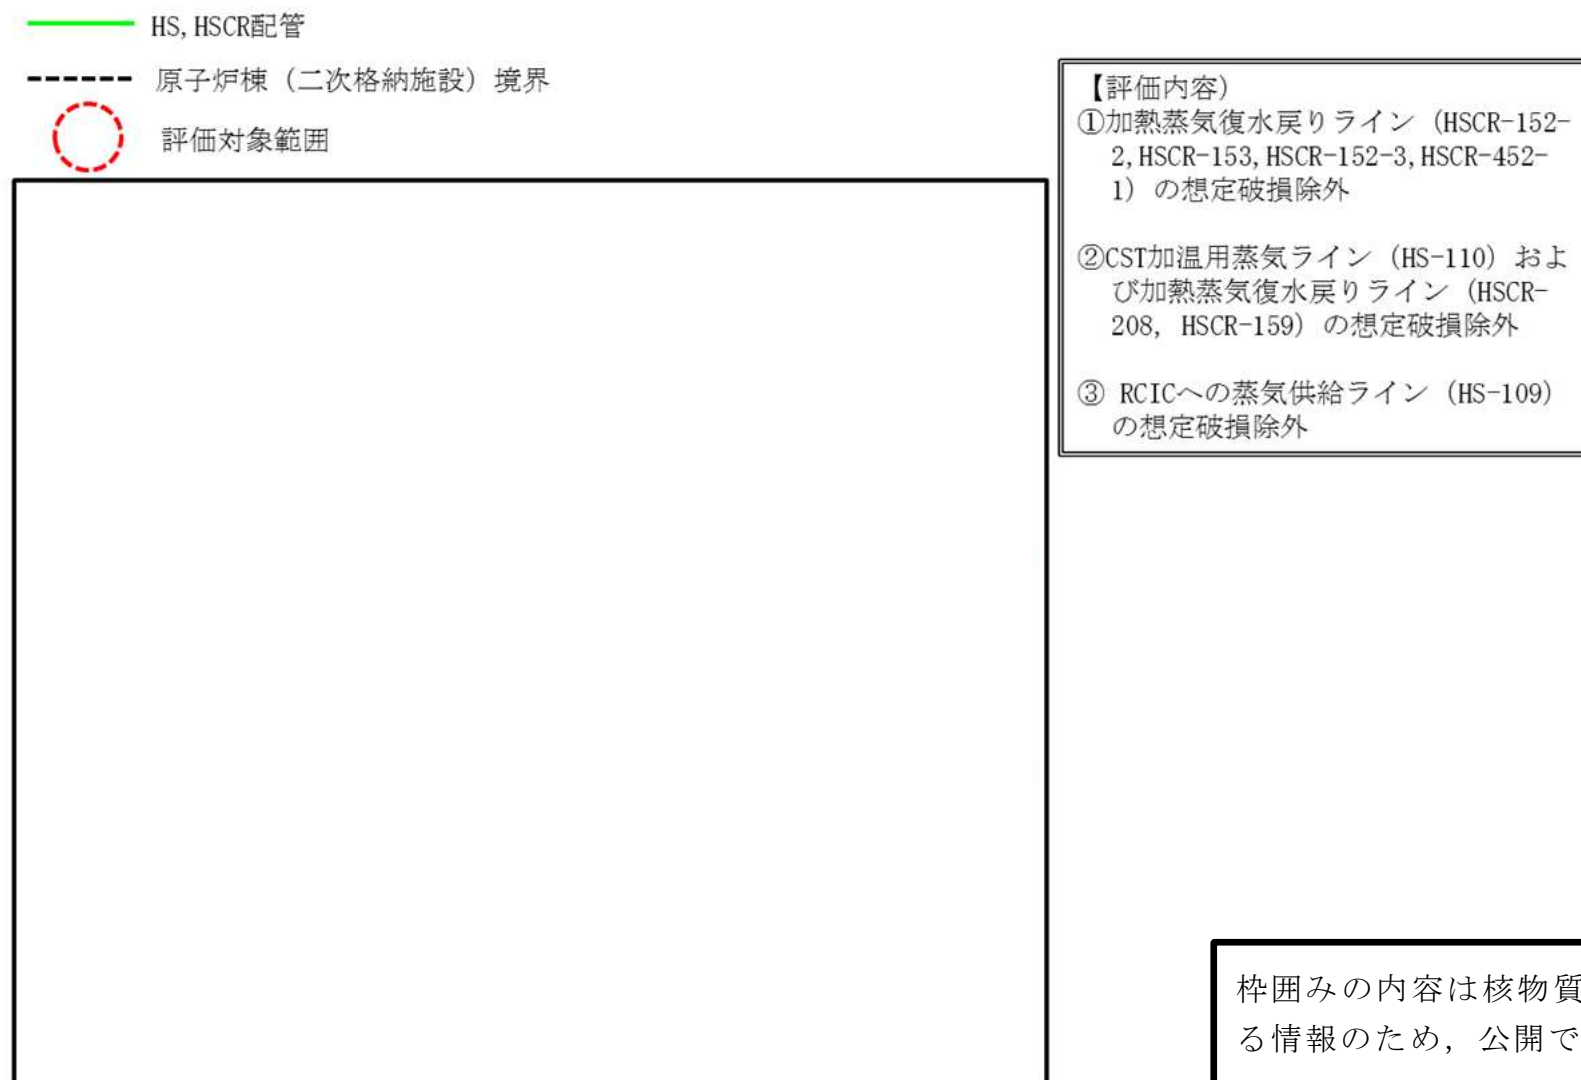 HS,HSCR配管
原子炉棟（二次格納施設）境界
評価対象範囲
【評価内容）
①加熱蒸気復水戻りライン（HSCR-152-
2,HSCR-153,HSCR-152-3,HSCR-452-
1）の想定破損除外
②CST加温用蒸気ライン（HS-110）およ
び加熱蒸気復水戻りライン（HSCR-
208, HSCR-159）の想定破損除外
③ RCICへの蒸気供給ライン（HS-109）
の想定破損除外
枠囲みの内容は核物質
る情報のため，公開で